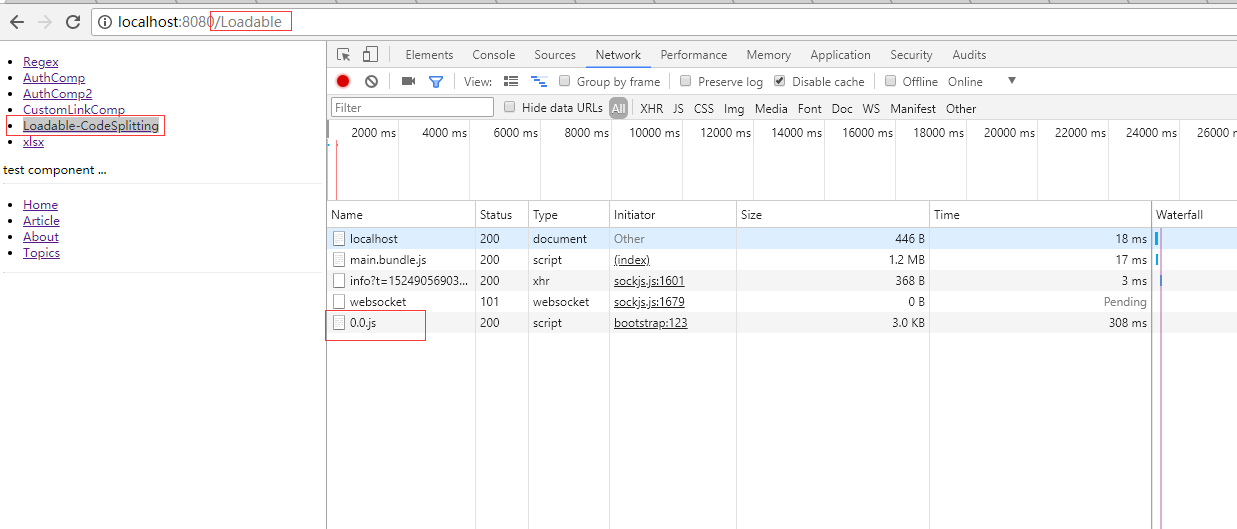 localhost:8080/Loadable
Regex
AuthComp
AuthComp2
CustomLinkComp
Loadable-CodeSplitting
xlsx
test component ...
Home
Article
About
Topics
Elements Console Sources Network Performance Memory Application Security Audits
View: Group by frame Preserve log Disable cache Offline Online
Filter Hide data URLs All XHR JS CSS Img Media Font Doc WS Manifest Other
2000 ms 4000 ms 6000 ms 8000 ms 10000 ms 12000 ms 14000 ms 16000 ms 18000 ms 20000 ms 22000 ms 24000 ms 26000 ms
Name Status Type Initiator Size Time Waterfall
localhost 200 document Other 446 B 18 ms
main.bundle.js 200 script (index) 1.2 MB 17 ms
info?t=15249056903... 200 xhr sockjs.js:1601 368 B 3 ms
websocket 101 websocket sockjs.js:1679 0 B Pending
0.0.js 200 script bootstrap:123 3.0 KB 308 ms